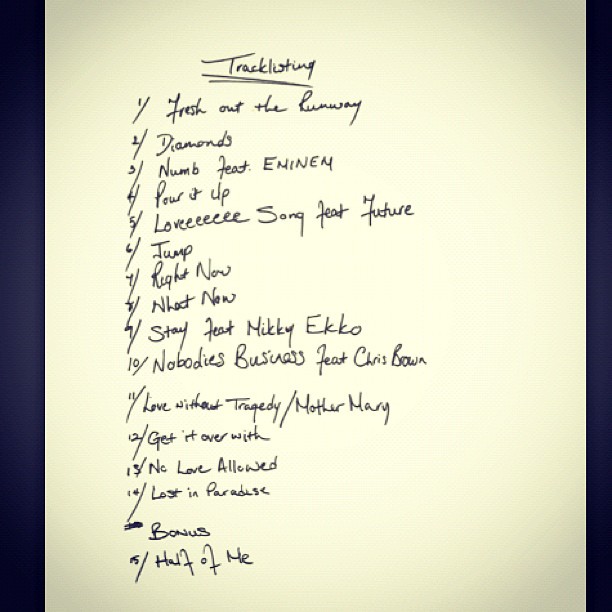 Tracklisting
1/ Fresh out the Runway
2/ Diamonds
3/ Numb feat. EMINEM
4/ Pour it Up
5/ Loveeeeeee Song feat Future
6/ Jump
7/ Right Now
8/ What Now
9/ Stay feat Mikky Ekko
10/ Nobodies Business feat Chris Bown
11/ Love without Tragedy/Mother Mary
12/ Get it over with
13/ No Love Allowed
14/ Lost in Paradise
Bonus
15/ Half of Me